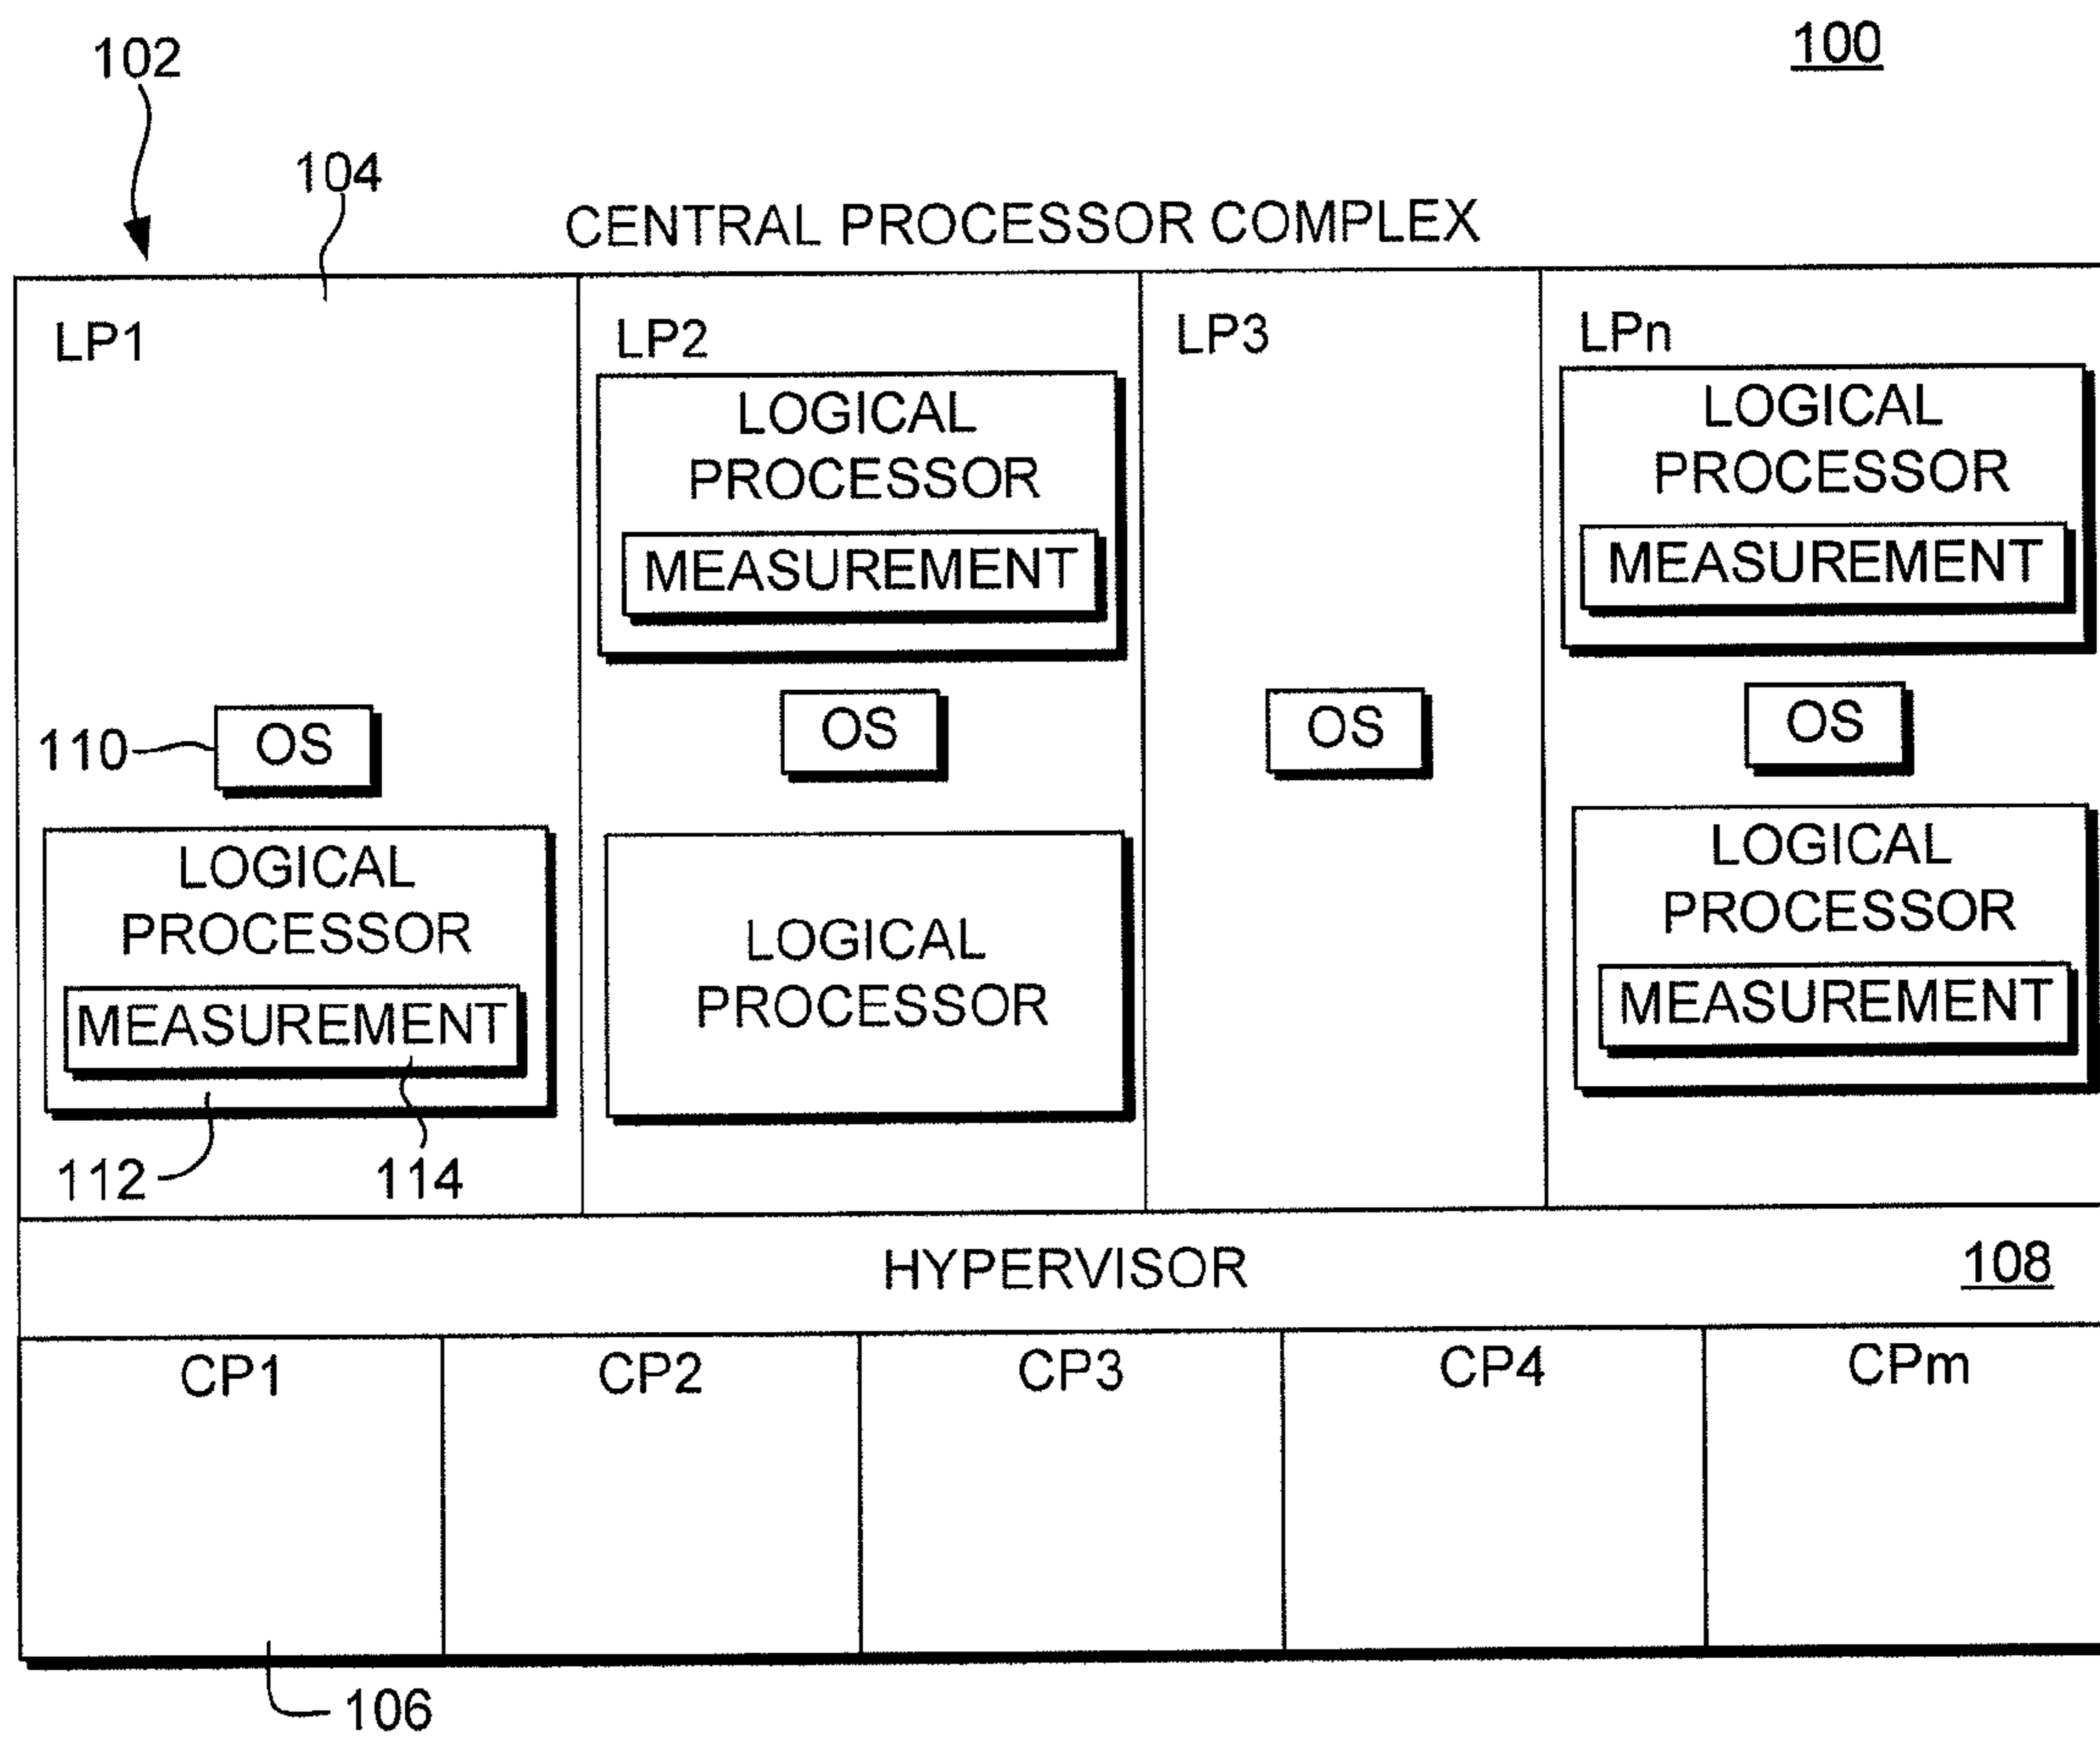 100
102
104
CENTRAL PROCESSOR COMPLEX
LP1
LP2
LP3
LPn
LOGICAL
PROCESSOR
MEASUREMENT
LOGICAL
PROCESSOR
MEASUREMENT
110
OS
OS
OS
OS
LOGICAL
PROCESSOR
MEASUREMENT
LOGICAL
PROCESSOR
LOGICAL
PROCESSOR
MEASUREMENT
112
114
HYPERVISOR
108
CP1
CP2
CP3
CP4
CPm
106